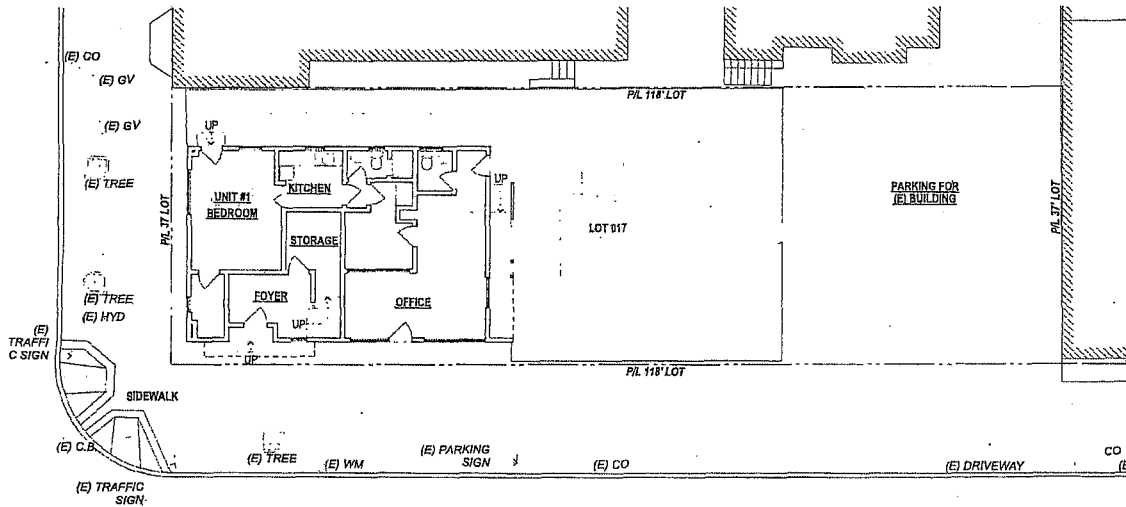 (E) CO
(E) GV
P/L 118' LOT
(E) GV
UP
(E) TREE
KITCHEN
UP
UNIT #1
BEDROOM
PARKING FOR
(E) BUILDING
P/L 37' LOT
P/L 37' LOT
LOT 017
STORAGE
(E) TREE
FOYER
OFFICE
(E) HYD
UP
(E)
TRAFFI
C SIGN
UP
P/L 118' LOT
SIDEWALK
(E) C.B.
(E) TREE
(E) WM
(E) PARKING
SIGN
(E) CO
(E) DRIVEWAY
CO
(E) TRAFFIC
SIGN